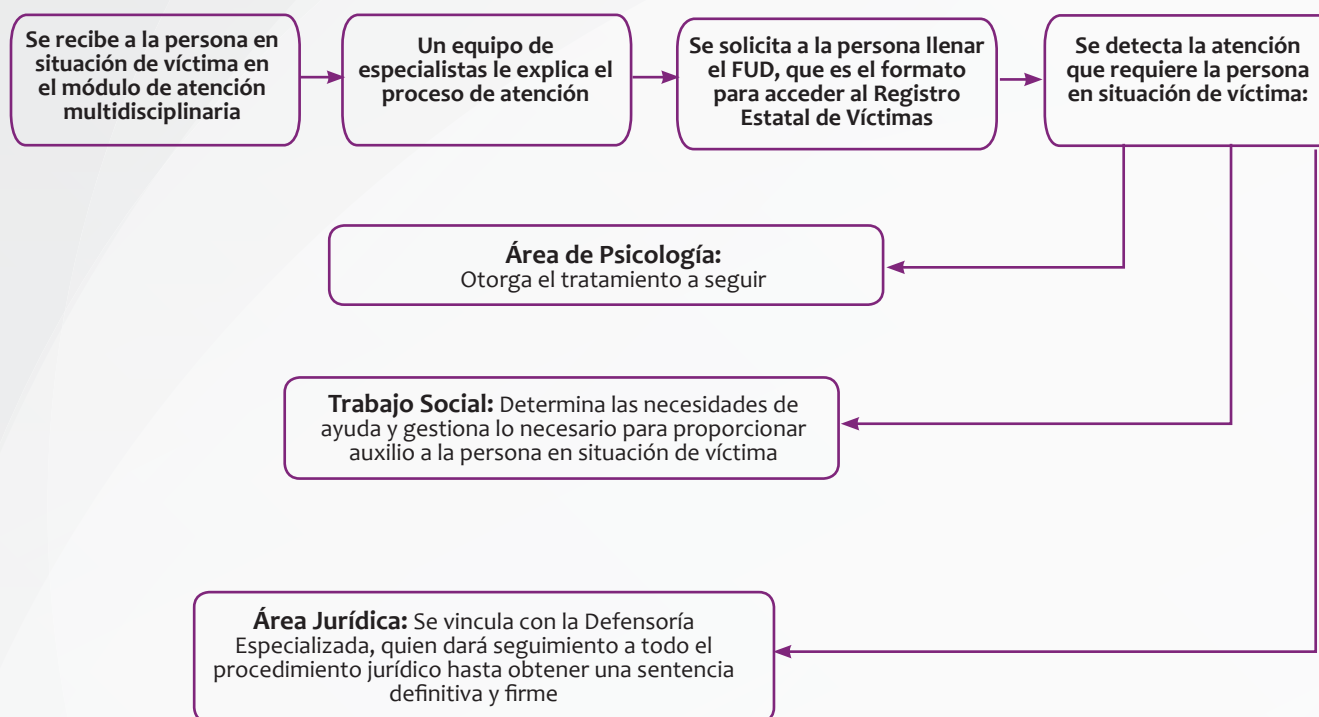 Se recibe a la persona en
situación de víctima en
el módulo de atención
multidisciplinaria
Un equipo de
especialistas le explica el
proceso de atención
Se solicita a la persona llenar
el FUD, que es el formato
para acceder al Registro
Estatal de Víctimas
Se detecta la atención
que requiere la persona
en situación de víctima:
Área de Psicología:
Otorga el tratamiento a seguir
Trabajo Social: Determina las necesidades de
ayuda y gestiona lo necesario para proporcionar
auxilio a la persona en situación de víctima
Área Jurídica: Se vincula con la Defensoría
Especializada, quien dará seguimiento a todo el
procedimiento jurídico hasta obtener una sentencia
definitiva y firme